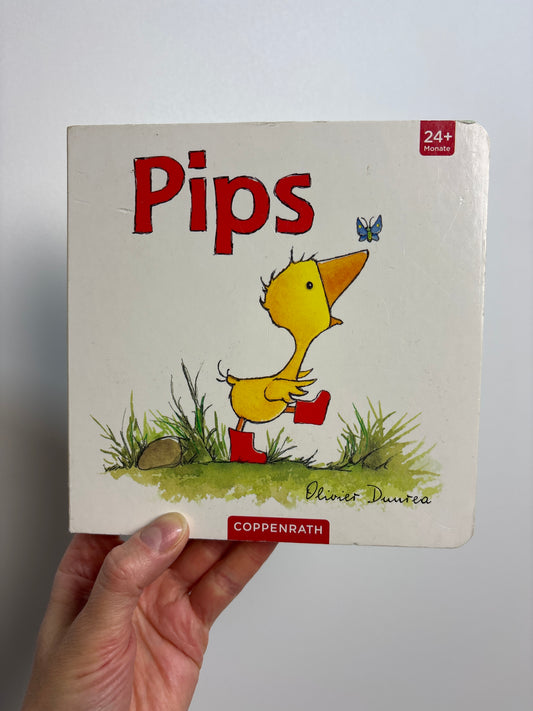 24+
Monate
Pips
Olivier Dunrea
COPPENRATH